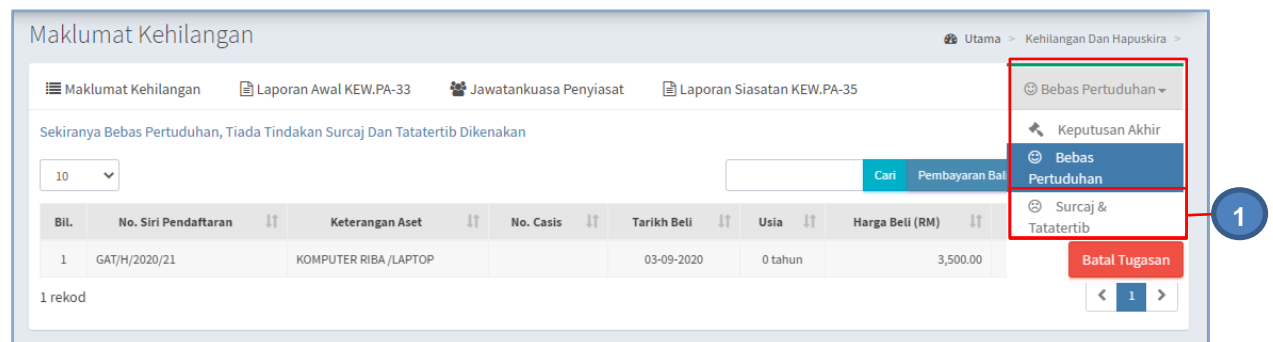 Maklumat Kehilangan
Utama > Kehilangan Dan Hapuskira >
Maklumat Kehilangan Laporan Awal KEW.PA-33 Jawatankuasa Penyiasat Laporan Siasatan KEW.PA-35 Bebas Pertuduhan
Sekiranya Bebas Pertuduhan, Tiada Tindakan Surcaj Dan Tatatertib Dikenakan
Keputusan Akhir
Bebas
Pertuduhan
Surcaj &
Tatatertib
1
10 Cari Pembayaran Bal
Bil. No. Siri Pendaftaran Keterangan Aset No. Casis Tarikh Beli Usia Harga Beli (RM)
1 GAT/H/2020/21 KOMPUTER RIBA /LAPTOP 03-09-2020 0 tahun 3,500.00 Batal Tugasan
1 rekod < 1 >